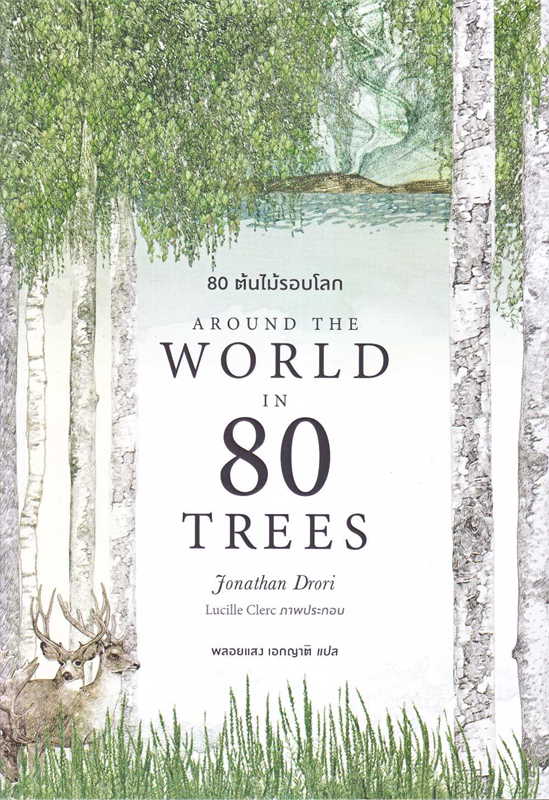 80 ต้นไม้รอบโลก
AROUND THE
WORLD
IN
80
TREES
Jonathan Drori
Lucille Clerc ภาพประกอบ
พลอยแสง เอกญาติ แปล